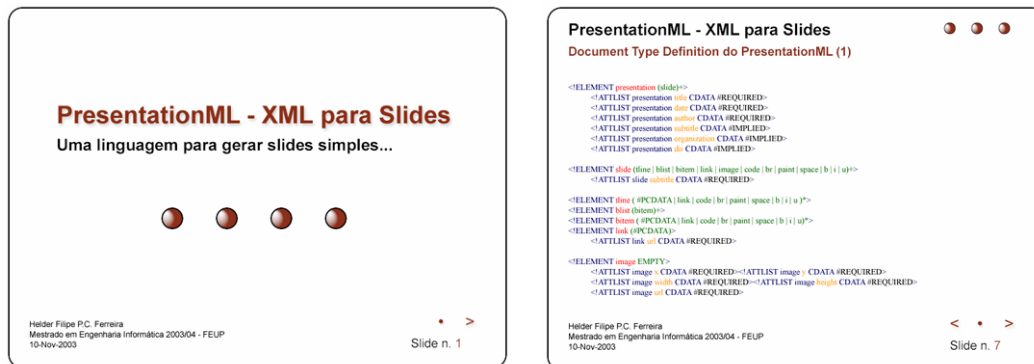 PresentationML - XML para Slides
Uma linguagem para gerar slides simples...
Helder Filipe P.C. Ferreira
Mestrado em Engenharia Informática 2003/04 - FEUP
10-Nov-2003
• >
Slide n. 1
PresentationML - XML para Slides
Document Type Definition do PresentationML (1)
<!ELEMENT presentation (slide)+>
<!ATTLIST presentation title CDATA #REQUIRED>
<!ATTLIST presentation date CDATA #REQUIRED>
<!ATTLIST presentation author CDATA #REQUIRED>
<!ATTLIST presentation subtitle CDATA #IMPLIED>
<!ATTLIST presentation organization CDATA #IMPLIED>
<!ATTLIST presentation dir CDATA #IMPLIED>
<!ELEMENT slide (tline | blist | bitem | link | image | code | br | paint | space | b | i | u)+>
<!ATTLIST slide subtitle CDATA #REQUIRED>
<!ELEMENT tline ( #PCDATA | link | code | br | paint | space | b | i | u )*>
<!ELEMENT blist (bitem)+>
<!ELEMENT bitem ( #PCDATA | link | code | br | paint | space | b | i | u)*>
<!ELEMENT link (#PCDATA)>
<!ATTLIST link url CDATA #REQUIRED>
<!ELEMENT image EMPTY>
<!ATTLIST image x CDATA #REQUIRED><!ATTLIST image y CDATA #REQUIRED>
<!ATTLIST image width CDATA #REQUIRED><!ATTLIST image height CDATA #REQUIRED>
<!ATTLIST image url CDATA #REQUIRED>
Helder Filipe P.C. Ferreira
Mestrado em Engenharia Informática 2003/04 - FEUP
10-Nov-2003
< • >
Slide n. 7